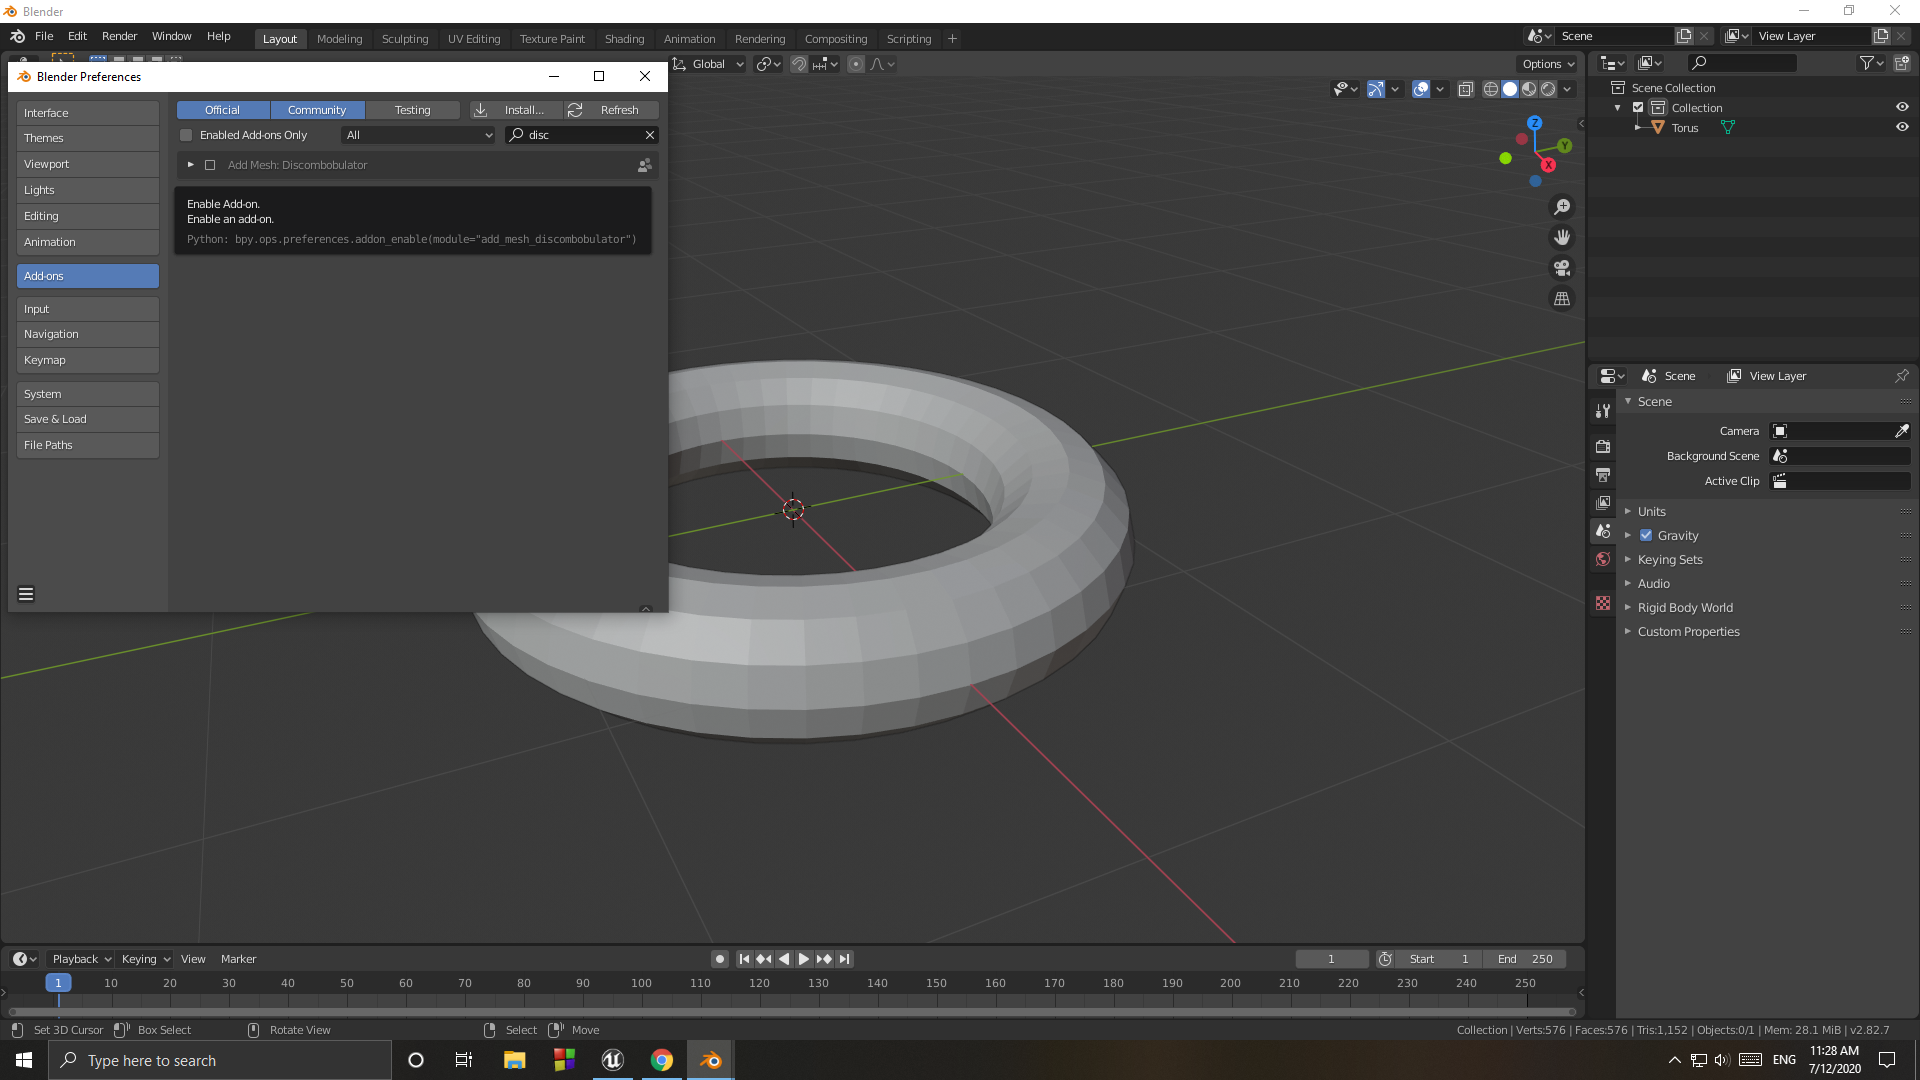 Blender
File Edit Render Window Help Layout Modeling Sculpting UV Editing Texture Paint Shading Animation Rendering Compositing Scripting + Scene View Layer
Global Options
Blender Preferences
Interface
Themes
Viewport
Lights
Editing
Animation
Add-ons
Input
Navigation
Keymap
System
Save & Load
File Paths
Official Community Testing Install... Refresh
Enabled Add-ons Only All disc
Add Mesh: Discombobulator
Enable Add-on.
Enable an add-on.
Python: bpy.ops.preferences.addon_enable(module="add_mesh_discombobulator")
Z
Y
X
Scene Collection
Collection
Torus
Scene View Layer
Scene
Camera
Background Scene
Active Clip
Units
Gravity
Keying Sets
Audio
Rigid Body World
Custom Properties
Playback Keying View Marker 1 Start 1 End 250
1 10 20 30 40 50 60 70 80 90 100 110 120 130 140 150 160 170 180 190 200 210 220 230 240 250
Set 3D Cursor Box Select Rotate View Select Move Collection | Verts:576 | Faces:576 | Tris:1,152 | Objects:0/1 | Mem: 28.1 MiB | v2.82.7
Type here to search ENG 11:28 AM
7/12/2020